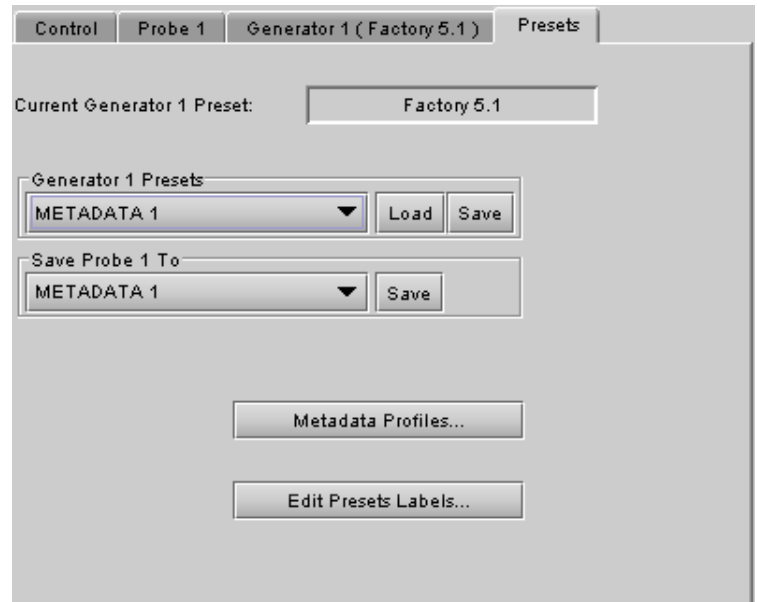 Control Probe 1 Generator 1 ( Factory 5.1 ) Presets
Current Generator 1 Preset: Factory 5.1
Generator 1 Presets
METADATA 1 Load Save
Save Probe 1 To
METADATA 1 Save
Metadata Profiles...
Edit Presets Labels...